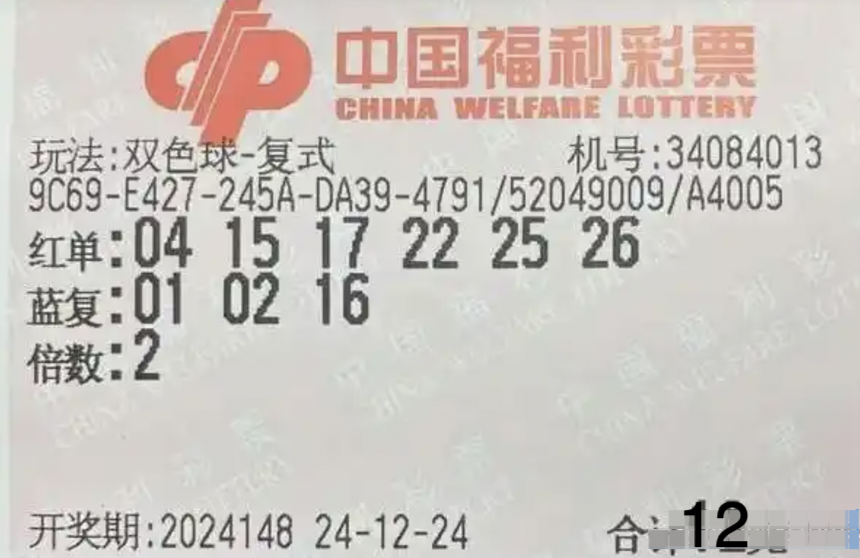 中国福利彩票
CHINA WELFARE LOTTERY
玩法:双色球-复式 机号:34084013
9C69-E427-245A-DA39-4791/52049009/A4005
红单:04 15 17 22 25 26
蓝复:01 02 16
倍数:2
开奖期:2024148 24-12-24 合 12